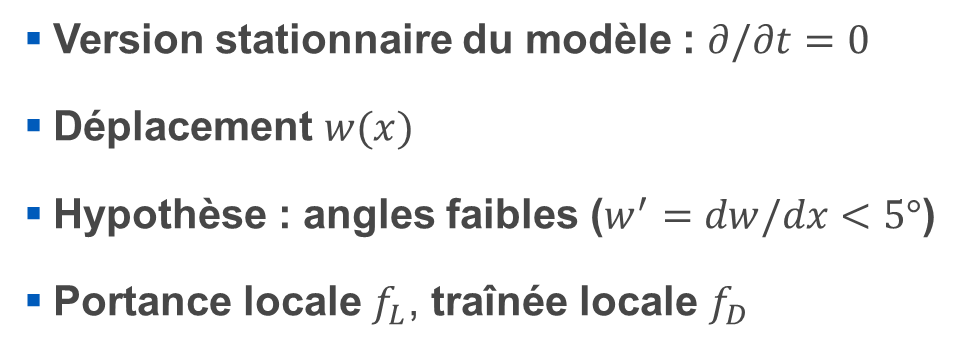 ▪ Version stationnaire du modèle : ∂/∂t = 0
▪ Déplacement w(x)
▪ Hypothèse : angles faibles (w′ = dw/dx < 5°)
▪ Portance locale f_L, traînée locale f_D